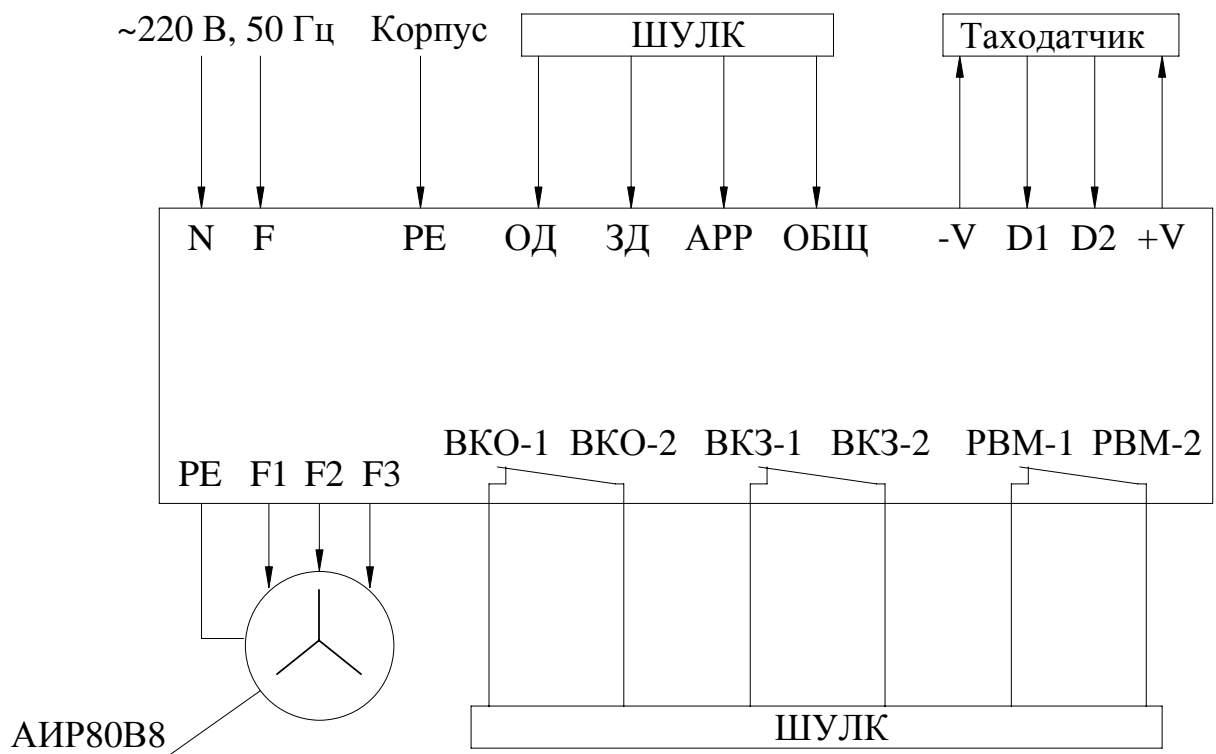 ~220 В, 50 Гц Корпус ШУЛК Таходатчик
N F PE ОД ЗД АРР ОБЩ -V D1 D2 +V
ВКО-1 ВКО-2 ВКЗ-1 ВКЗ-2 РВМ-1 РВМ-2
PE F1 F2 F3
АИР80В8 ШУЛК